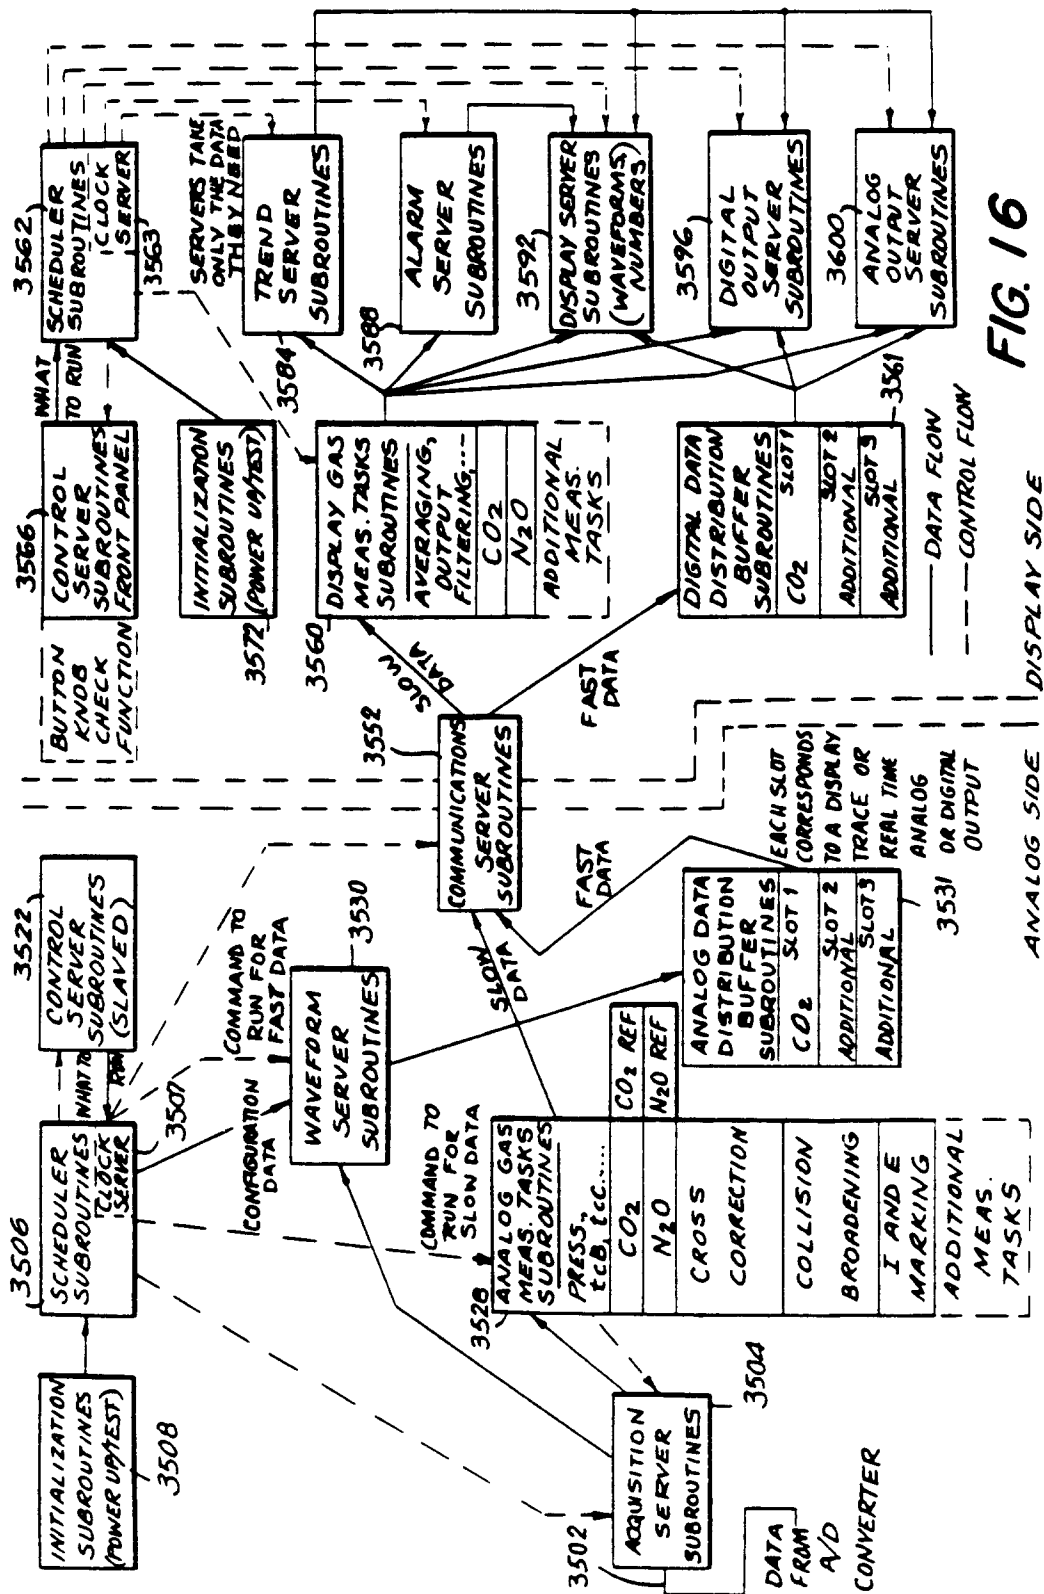 INITIALIZATION
SUBROUTINES
(POWER UP/TEST)
3508
3506
SCHEDULER
SUBROUTINES
CLOCK
SERVER
3507
WHAT TO
RUN
3522
CONTROL
SERVER
SUBROUTINES
(SLAVED)
CONFIGURATION
DATA
COMMAND TO
RUN FOR
FAST DATA
WAVEFORM
SERVER
SUBROUTINES
3530
COMMAND TO
RUN FOR
SLOW DATA
3502
ACQUISITION
SERVER
SUBROUTINES
3504
DATA
FROM
A/D
CONVERTER
3528
ANALOG GAS
MEAS. TASKS
SUBROUTINES
PRESS.,
tcB, tcC.....
CO2
CO2 REF
N2O
N2O REF
CROSS
CORRECTION
COLLISION
BROADENING
I AND E
MARKING
ADDITIONAL
MEAS.
TASKS
SLOW
DATA
ANALOG DATA
DISTRIBUTION
BUFFER
SUBROUTINES
CO2 SLOT 1
SLOT 2
ADDITIONAL
SLOT 3
ADDITIONAL
3531
FAST
DATA
EACH SLOT
CORRESPONDS
TO A DISPLAY
TRACE OR
REAL TIME
ANALOG
OR DIGITAL
OUTPUT
ANALOG SIDE
3552
COMMUNICATIONS
SERVER
SUBROUTINES
SLOW
DATA
FAST
DATA
BUTTON
KNOB
CHECK
FUNCTION
3566
CONTROL
SERVER
SUBROUTINES
FRONT PANEL
WHAT
TO RUN
3562
SCHEDULER
SUBROUTINES
CLOCK
SERVER
3563
INITIALIZATION
SUBROUTINES
(POWER UP/TEST)
3572
3560
DISPLAY GAS
MEAS. TASKS
SUBROUTINES
AVERAGING,
OUTPUT
FILTERING,...
CO2
N2O
ADDITIONAL
MEAS.
TASKS
DIGITAL DATA
DISTRIBUTION
BUFFER
SUBROUTINES
CO2 SLOT 1
SLOT 2
ADDITIONAL
SLOT 3
ADDITIONAL
3561
SERVERS TAKE
ONLY THE DATA
THEY NEED
3584
TREND
SERVER
SUBROUTINES
3588
ALARM
SERVER
SUBROUTINES
3592
DISPLAY SERVER
SUBROUTINES
(WAVEFORMS,
NUMBERS)
3596
DIGITAL
OUTPUT
SERVER
SUBROUTINES
3600
ANALOG
OUTPUT
SERVER
SUBROUTINES
DATA FLOW
CONTROL FLOW
DISPLAY SIDE
FIG. 16